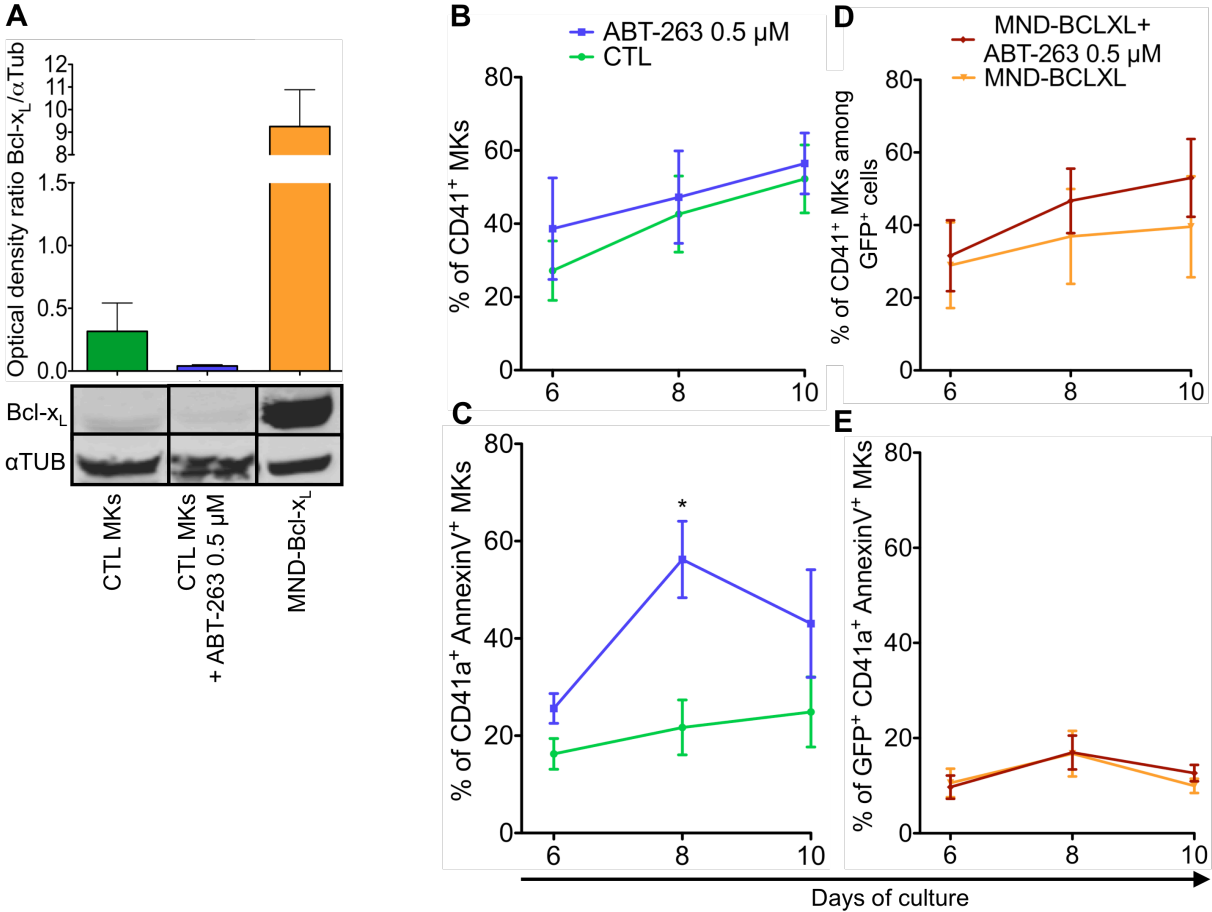 A
Optical density ratio Bcl-xL/αTub
12
11
10
9
8
1.5
1.0
0.5
0.0
Bcl-xL
αTUB
CTL MKs
CTL MKs
+ ABT-263 0.5 µM
MND-Bcl-xL
B
ABT-263 0.5 µM
CTL
% of CD41+ MKs
80
60
40
20
0
6 8 10
C
% of CD41a+ AnnexinV+ MKs
80
60
40
20
0
*
6 8 10
D
MND-BCLXL+
ABT-263 0.5 µM
MND-BCLXL
% of CD41+ MKs among
GFP+ cells
80
60
40
20
0
6 8 10
E
% of GFP+ CD41a+ AnnexinV+ MKs
80
60
40
20
0
6 8 10
Days of culture